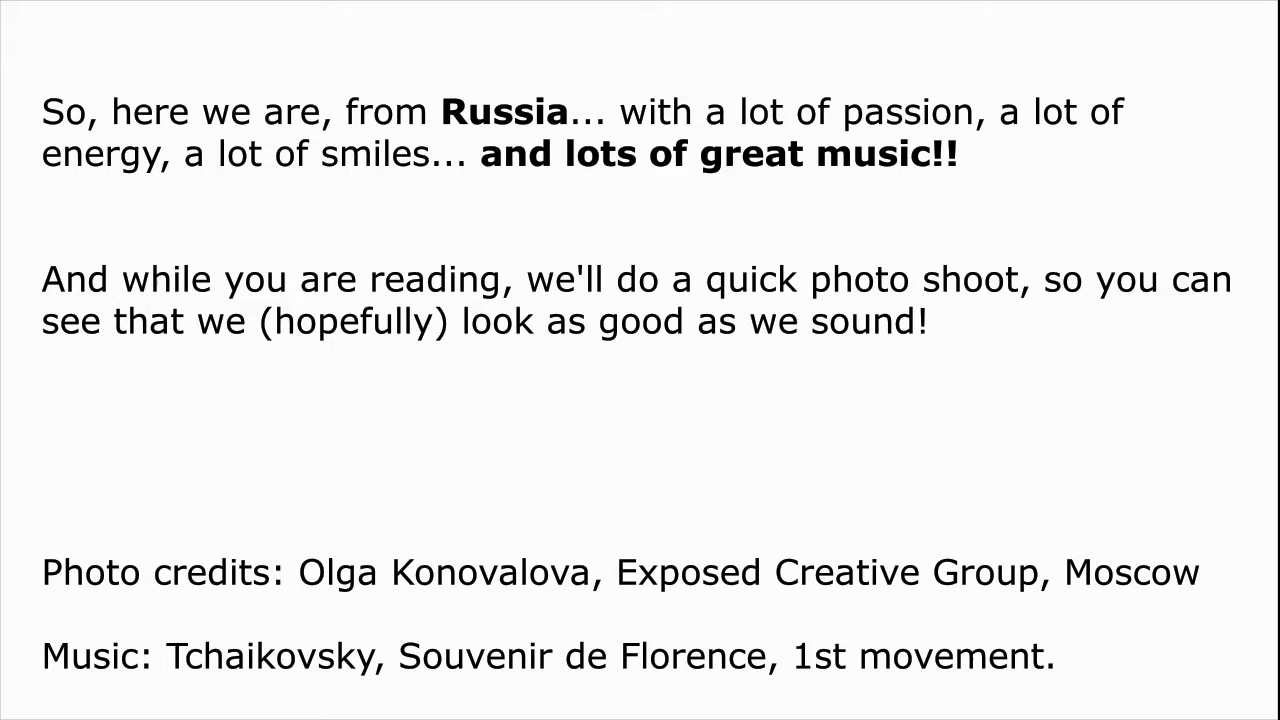 So, here we are, from Russia... with a lot of passion, a lot of
energy, a lot of smiles... and lots of great music!!
And while you are reading, we'll do a quick photo shoot, so you can
see that we (hopefully) look as good as we sound!
Photo credits: Olga Konovalova, Exposed Creative Group, Moscow
Music: Tchaikovsky, Souvenir de Florence, 1st movement.